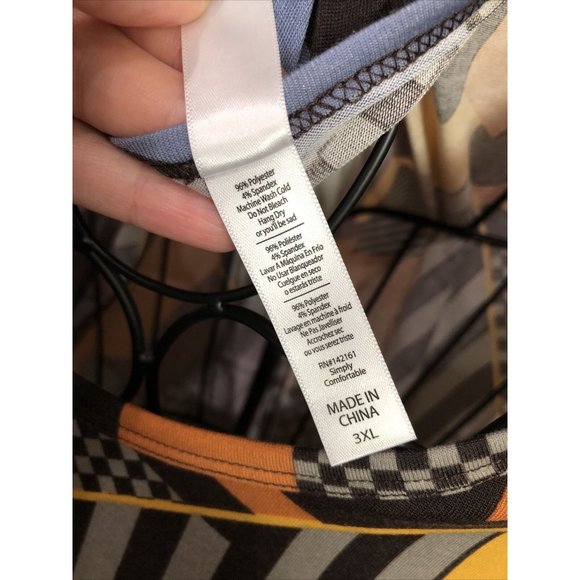 96% Polyester
4% Spandex
Machine Wash Cold
Do Not Bleach
Hang Dry
or you'll be sad
96% Poliéster
4% Spandex
Lavar A Máquina En Frío
No Usar Blanqueador
Cuelgue en seco
o estarás triste
96% Polyester
4% Spandex
Lavage en machine à froid
Ne Pas Javelliser
Accrochez sec
ou vous serez triste
PN#142161
Simply
Comfortable
MADE IN
CHINA
3XL